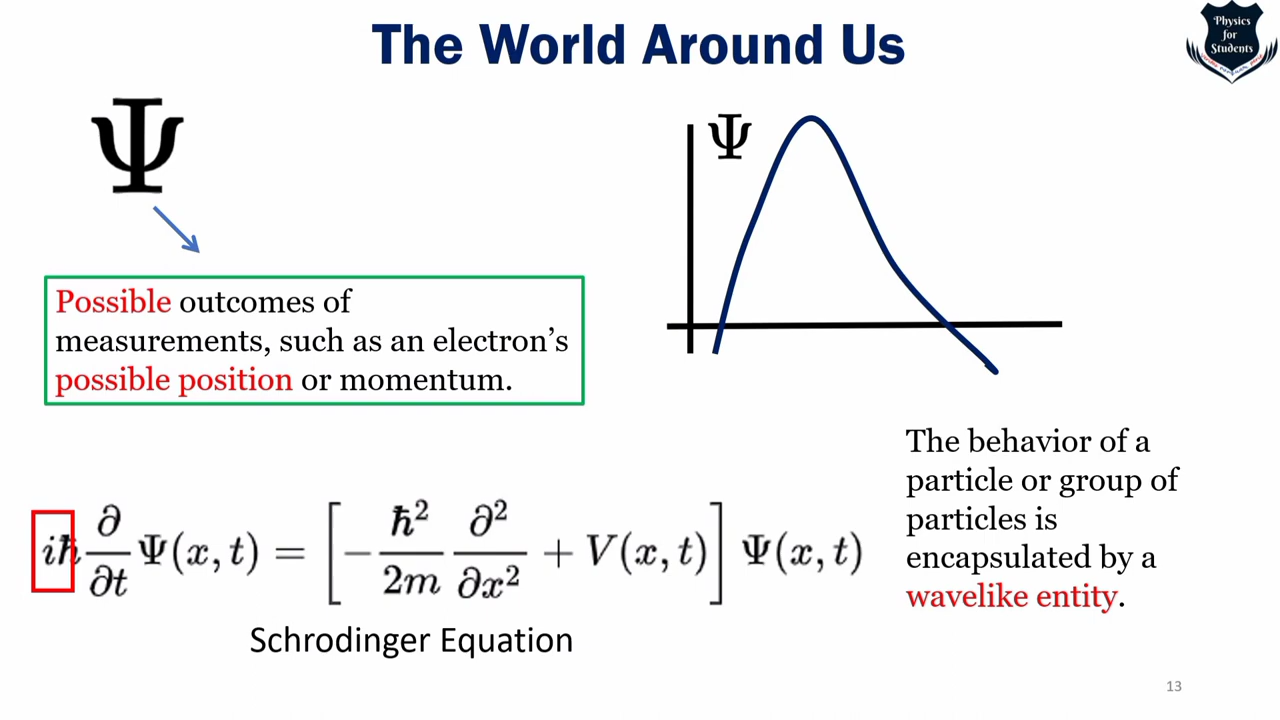 The World Around Us
Physics
for
Students
Ψ
Ψ
Possible outcomes of
measurements, such as an electron’s
possible position or momentum.
The behavior of a
particle or group of
particles is
encapsulated by a
wavelike entity.
iħ ∂/∂t Ψ(x, t) = [ − ħ²/2m ∂²/∂x² + V(x, t) ] Ψ(x, t)
Schrodinger Equation
13